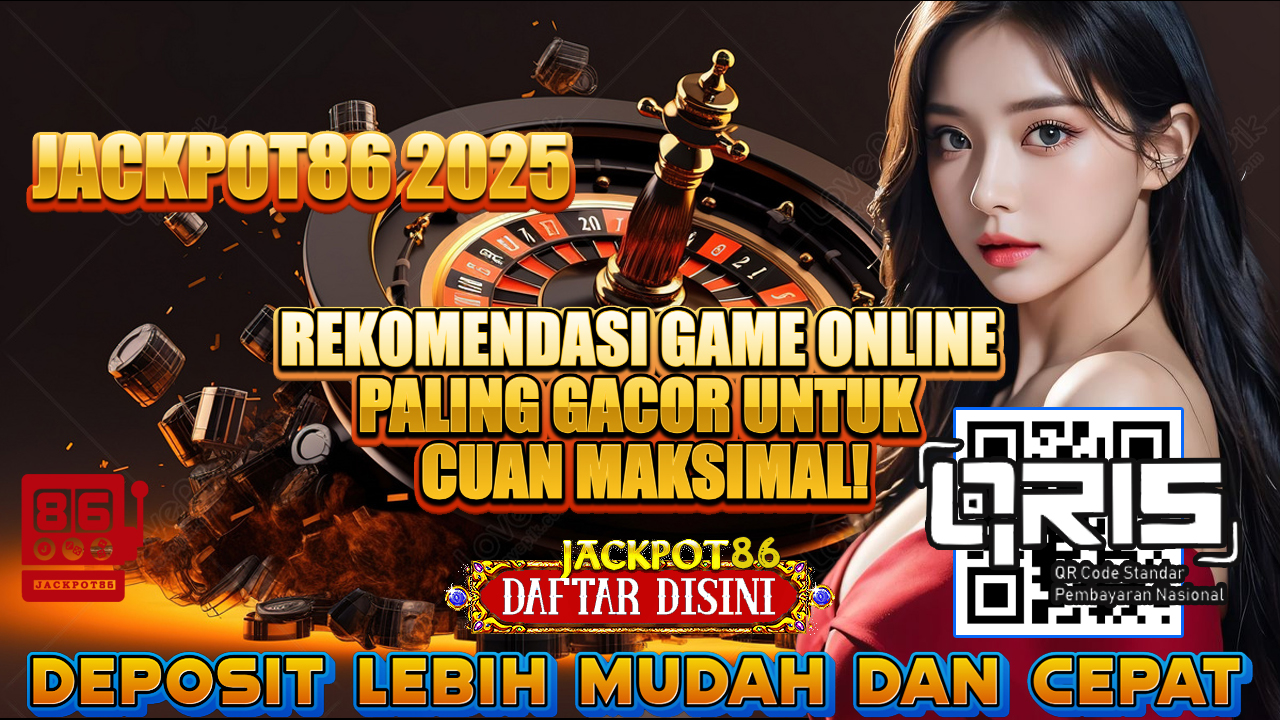 JACKPOT86 2025
REKOMENDASI GAME ONLINE
PALING GACOR UNTUK
CUAN MAKSIMAL!
86
JACKPOT86
JACKPOT86
DAFTAR DISINI
QRIS
QR Code Standar
Pembayaran Nasional
DEPOSIT LEBIH MUDAH DAN CEPAT